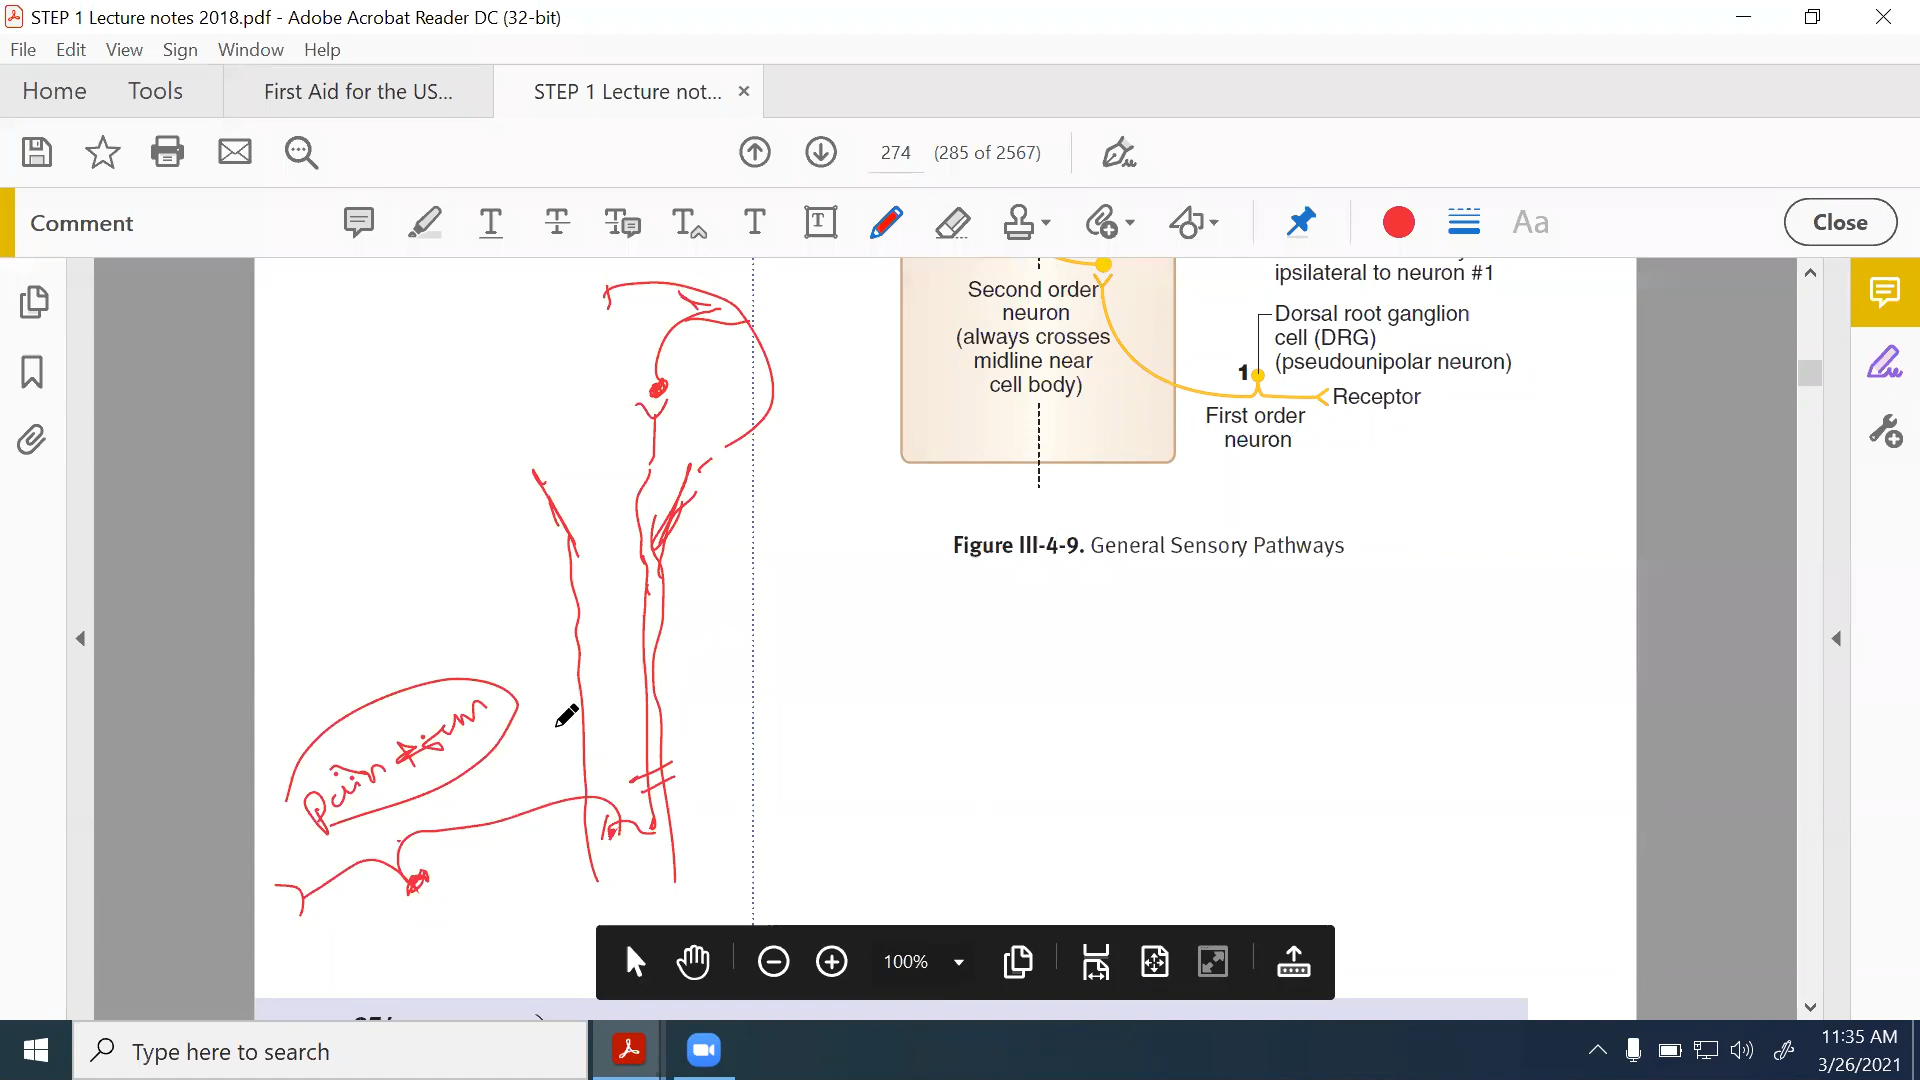 STEP 1 Lecture notes 2018.pdf - Adobe Acrobat Reader DC (32-bit)
File Edit View Sign Window Help
Home Tools First Aid for the US... STEP 1 Lecture not... ×
274 (285 of 2567)
Comment Aa Close
ipsilateral to neuron #1
Second order
neuron
(always crosses
midline near
cell body)
Dorsal root ganglion
cell (DRG)
(pseudounipolar neuron)
1
Receptor
First order
neuron
Figure III-4-9. General Sensory Pathways
Pain
100%
Type here to search
11:35 AM
3/26/2021